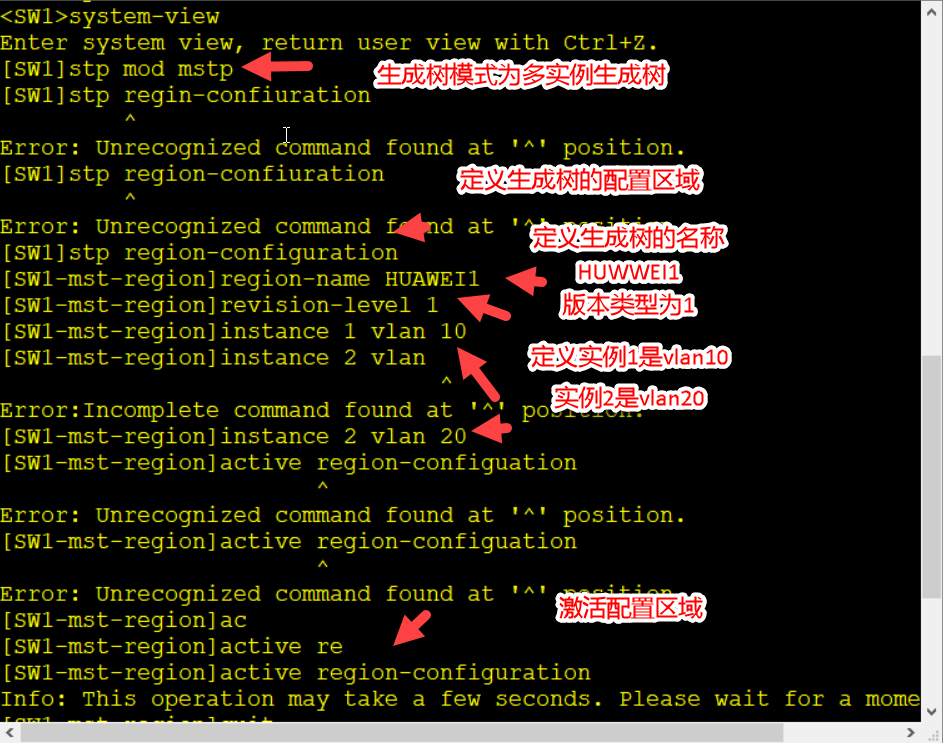 <SW1>system-view
Enter system view, return user view with Ctrl+Z.
[SW1]stp mod mstp
生成树模式为多实例生成树
[SW1]stp regin-confiuration
^
Error: Unrecognized command found at '^' position.
[SW1]stp region-confiuration
定义生成树的配置区域
^
Error: Unrecognized command found at '^' position.
定义生成树的名称
[SW1]stp region-configuration
HUWWEI1
[SW1-mst-region]region-name HUAWEI1
[SW1-mst-region]revision-level 1
版本类型为1
[SW1-mst-region]instance 1 vlan 10
[SW1-mst-region]instance 2 vlan
定义实例1是vlan10
^
实例2是vlan20
Error:Incomplete command found at '^' position.
[SW1-mst-region]instance 2 vlan 20
[SW1-mst-region]active region-configuation
^
Error: Unrecognized command found at '^' position.
[SW1-mst-region]active region-configuation
^
Error: Unrecognized command found at '^' position.
激活配置区域
[SW1-mst-region]ac
[SW1-mst-region]active re
[SW1-mst-region]active region-configuration
Info: This operation may take a few seconds. Please wait for a mome
[SW1-mst-region]quit